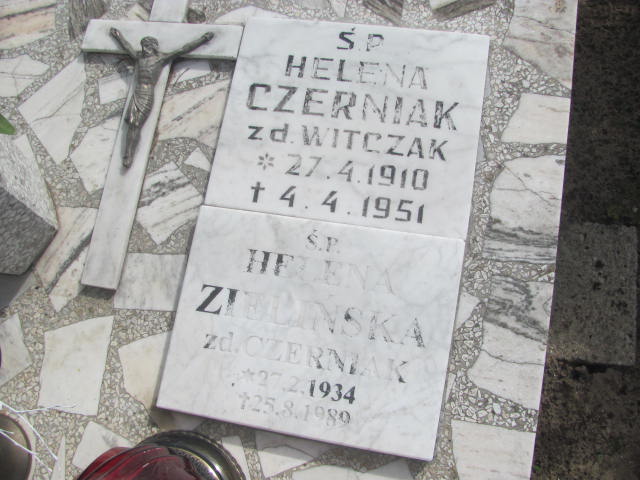 Ś.P.
HELENA
CZERNIAK
zd. WITCZAK
* 27.4.1910
† 4.4.1951
Ś.P.
HELENA
ZIELIŃSKA
zd. CZERNIAK
*27.2.1934
†25.8.1989